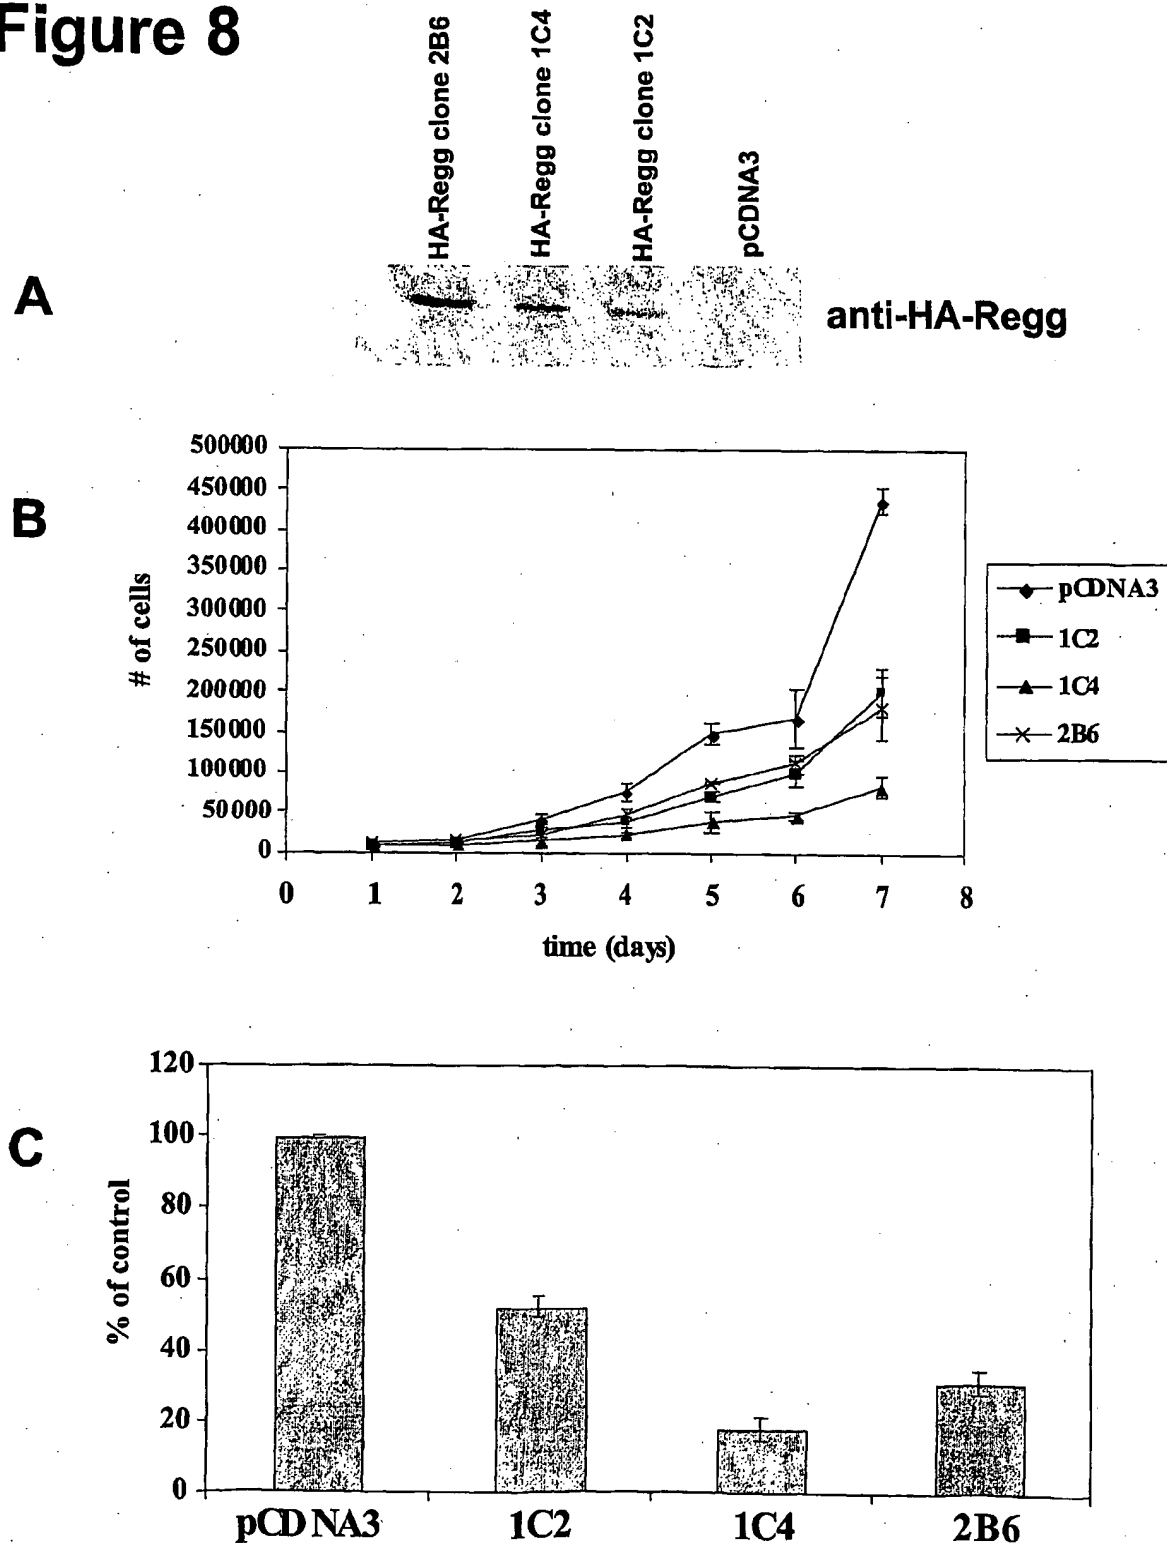 Figure 8
HA-Regg clone 2B6
HA-Regg clone 1C4
HA-Regg clone 1C2
pCDNA3
A
anti-HA-Regg
B
500000
450000
400000
350000
300000
250000
200000
150000
100000
50000
0
# of cells
0 1 2 3 4 5 6 7 8
time (days)
pCDNA3
1C2
1C4
2B6
C
120
100
80
60
40
20
0
% of control
pCDNA3 1C2 1C4 2B6